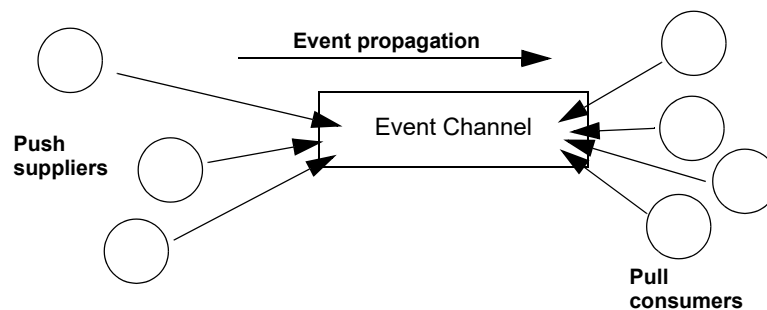 Event propagation
Event Channel
Push
suppliers
Pull
consumers